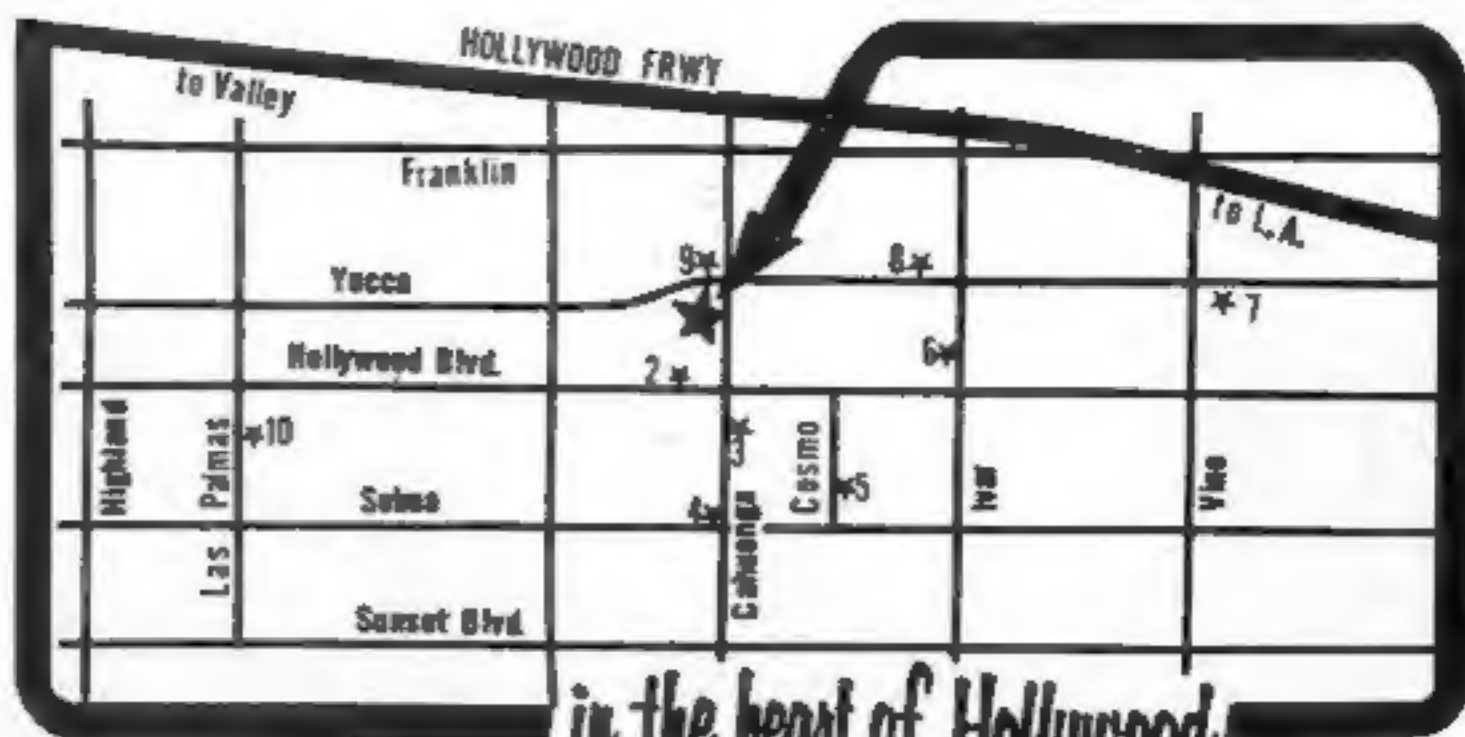 HOLLYWOOD FRWY
to Valley
Franklin
to L.A.
9
8
Yucca
7
Hollywood Blvd.
6
2
10
3
Highland
Las Palmas
Selma
Cosmo
5
4
Cahuenga
Ivar
Vine
Sunset Blvd.
in the heart of Hollywood